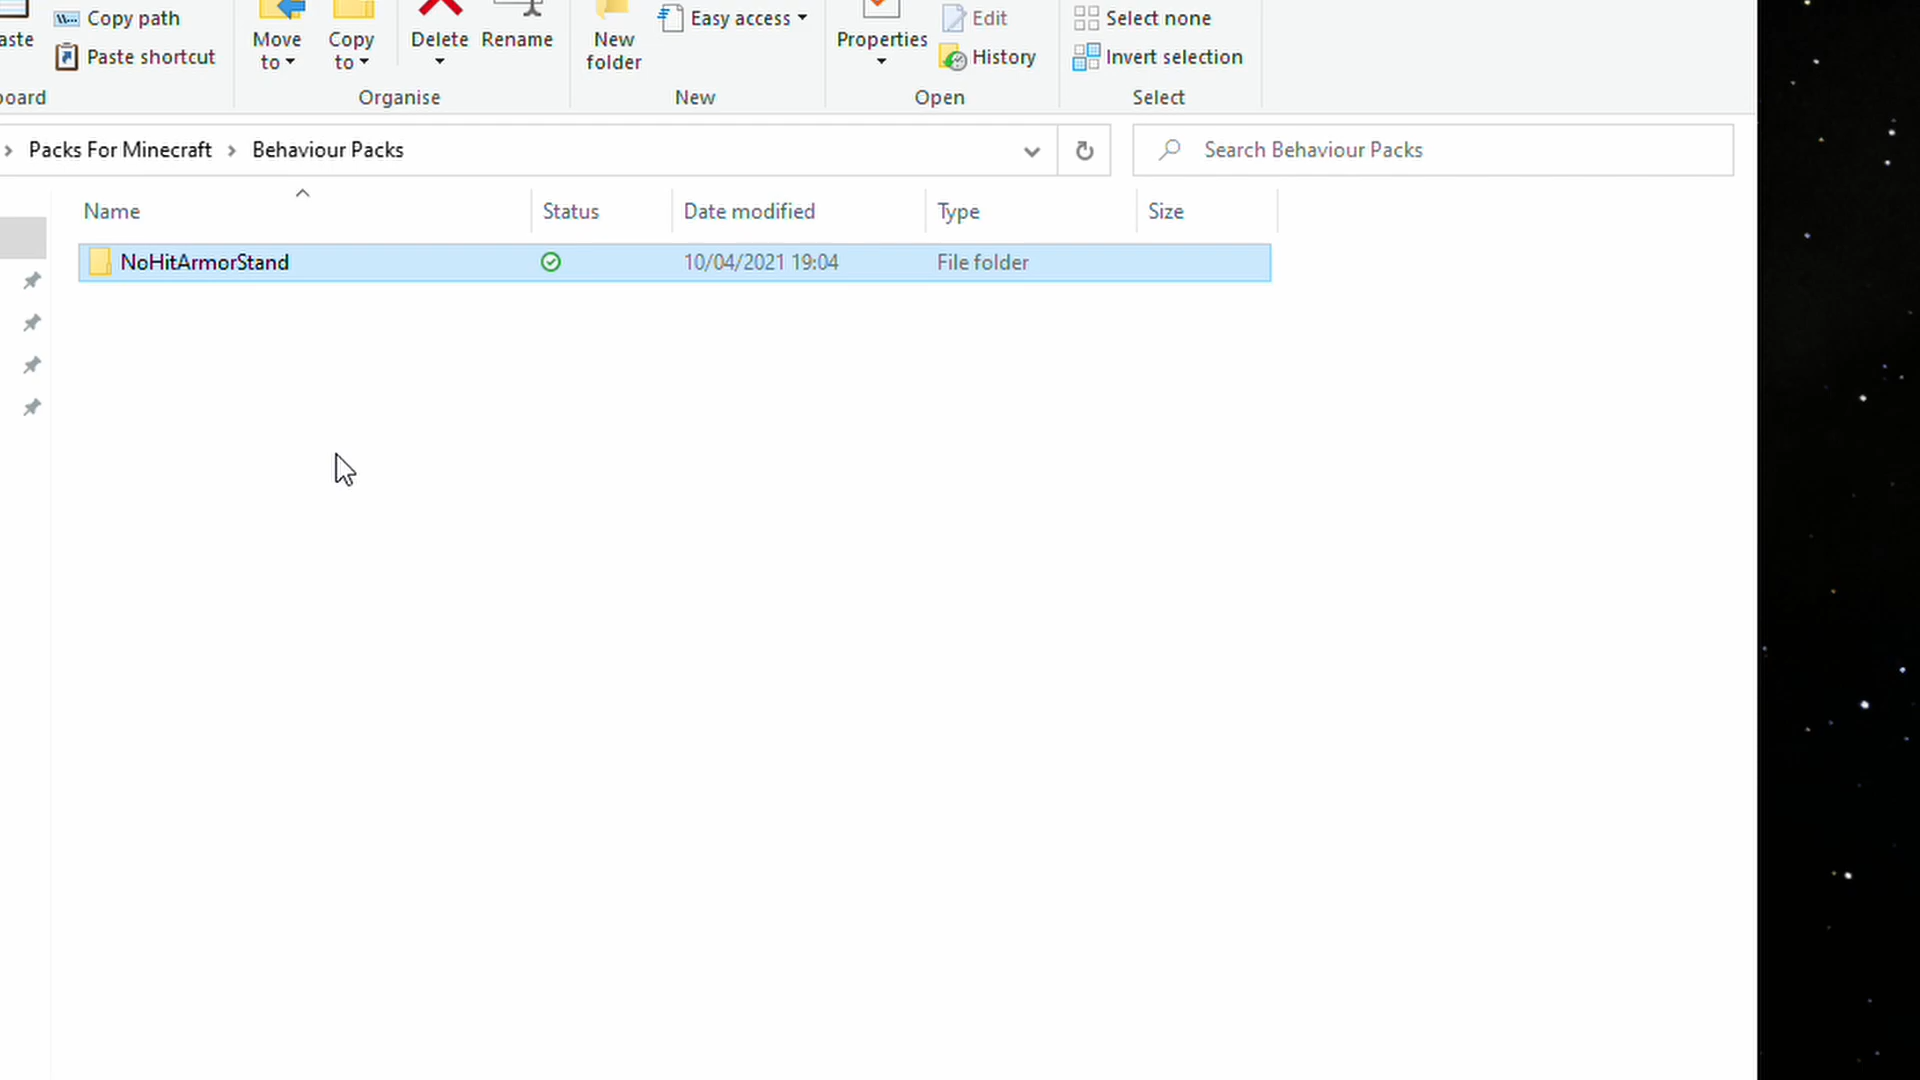 aste
Copy path
Paste shortcut
Move to
Copy to
Delete
Rename
New folder
Easy access
Properties
Edit
History
Select none
Invert selection
oard
Organise
New
Open
Select
Packs For Minecraft > Behaviour Packs
Search Behaviour Packs
Name Status Date modified Type Size
NoHitArmorStand 10/04/2021 19:04 File folder